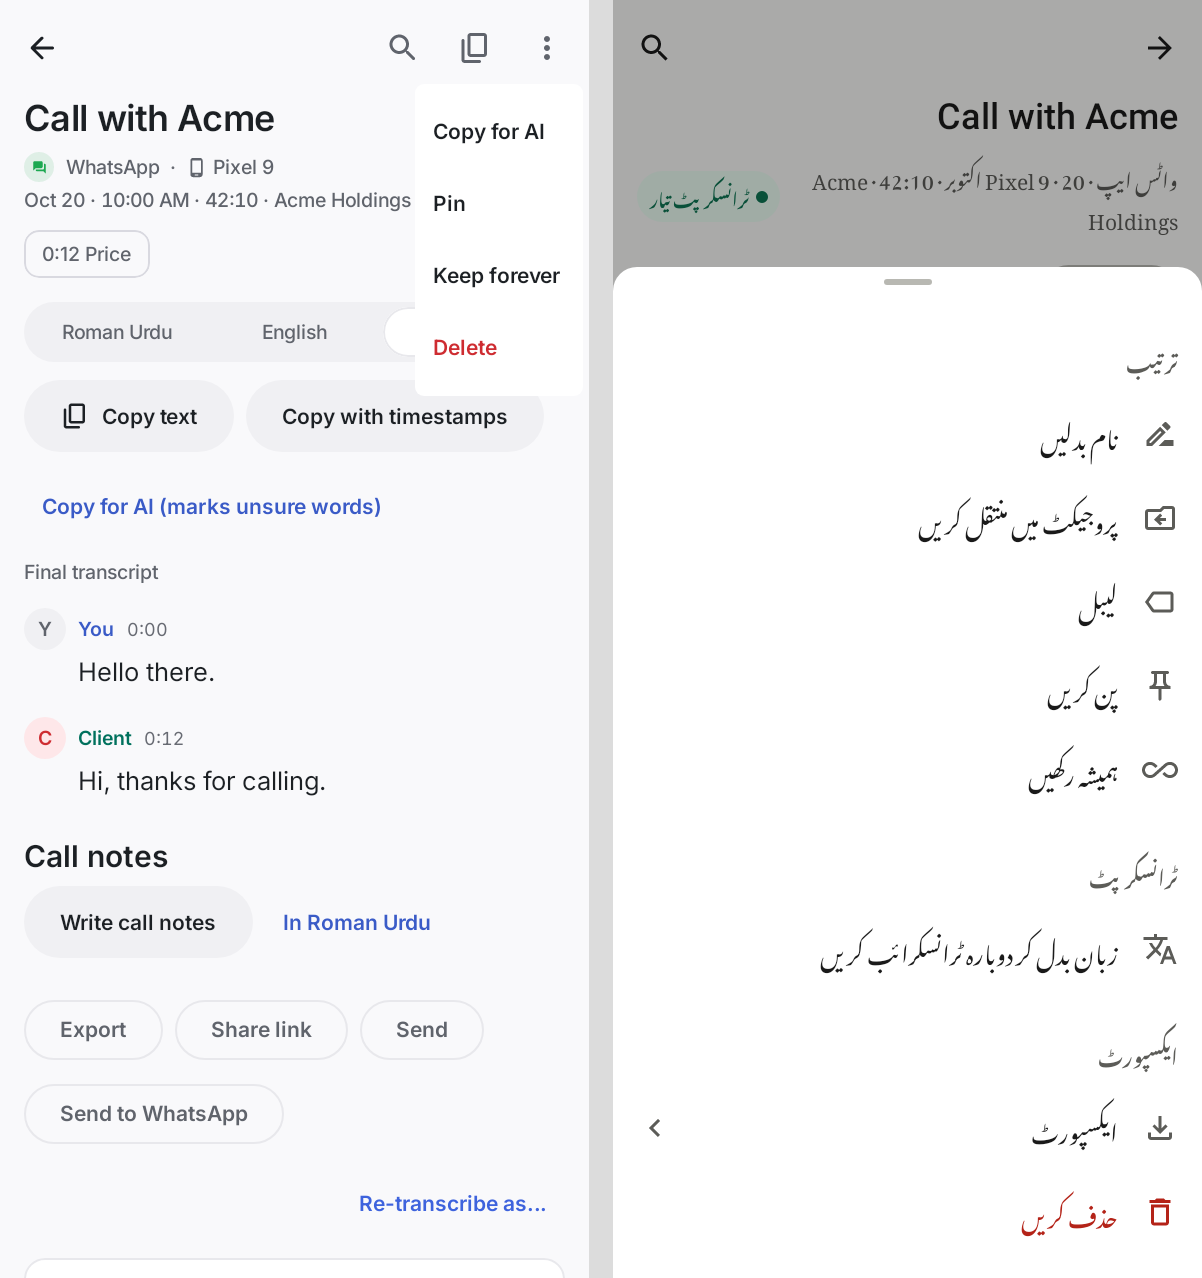 Call with Acme
WhatsApp · Pixel 9
Oct 20 · 10:00 AM · 42:10 · Acme Holdings
0:12 Price
Copy for AI
Pin
Keep forever
Delete
Roman Urdu
English
Copy text
Copy with timestamps
Copy for AI (marks unsure words)
Final transcript
Y You 0:00
Hello there.
C Client 0:12
Hi, thanks for calling.
Call notes
Write call notes
In Roman Urdu
Export
Share link
Send
Send to WhatsApp
Re-transcribe as...
Call with Acme
واٹس ایپ · Pixel 9 · 20 اکتوبر · 42:10 · Acme
Holdings
ٹرانسکرپٹ تیار
ترتیب
نام بدلیں
پروجیکٹ میں منتقل کریں
لیبل
پن کریں
ہمیشہ رکھیں
ٹرانسکرپٹ
زبان بدل کر دوبارہ ٹرانسکرائب کریں
ایکسپورٹ
ایکسپورٹ
حذف کریں